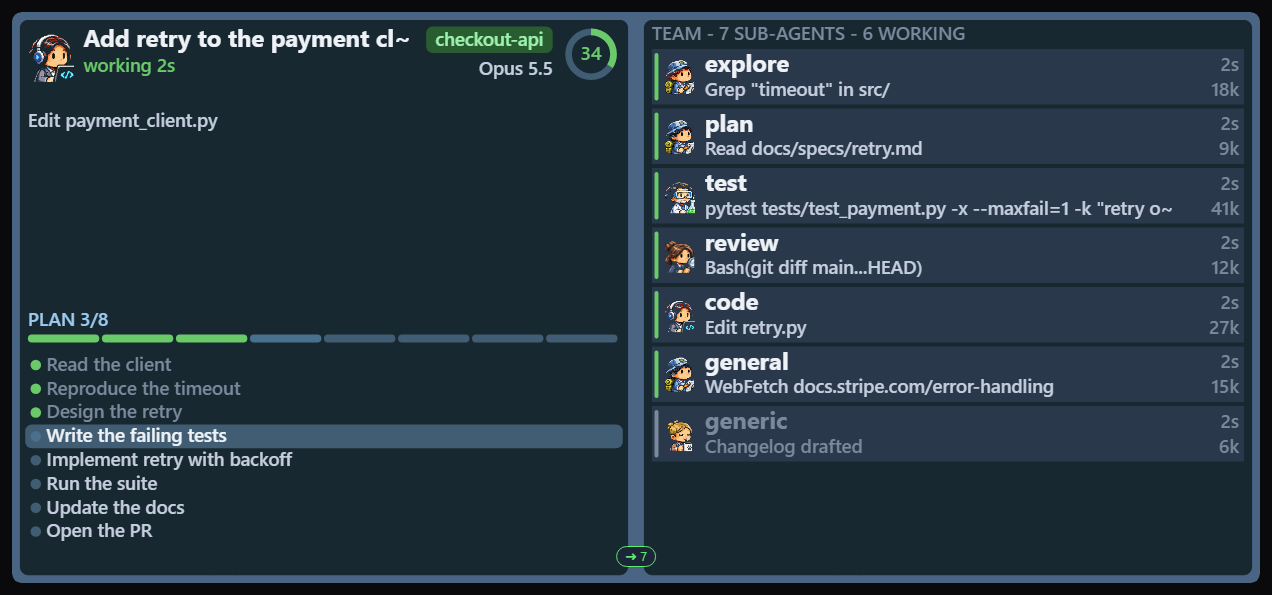 Add retry to the payment cl~
checkout-api
34
working 2s
Opus 5.5
Edit payment_client.py
PLAN 3/8
Read the client
Reproduce the timeout
Design the retry
Write the failing tests
Implement retry with backoff
Run the suite
Update the docs
Open the PR
➔ 7
TEAM - 7 SUB-AGENTS - 6 WORKING
explore 2s
Grep "timeout" in src/ 18k
plan 2s
Read docs/specs/retry.md 9k
test 2s
pytest tests/test_payment.py -x --maxfail=1 -k "retry o~ 41k
review 2s
Bash(git diff main...HEAD) 12k
code 2s
Edit retry.py 27k
general 2s
WebFetch docs.stripe.com/error-handling 15k
generic 2s
Changelog drafted 6k